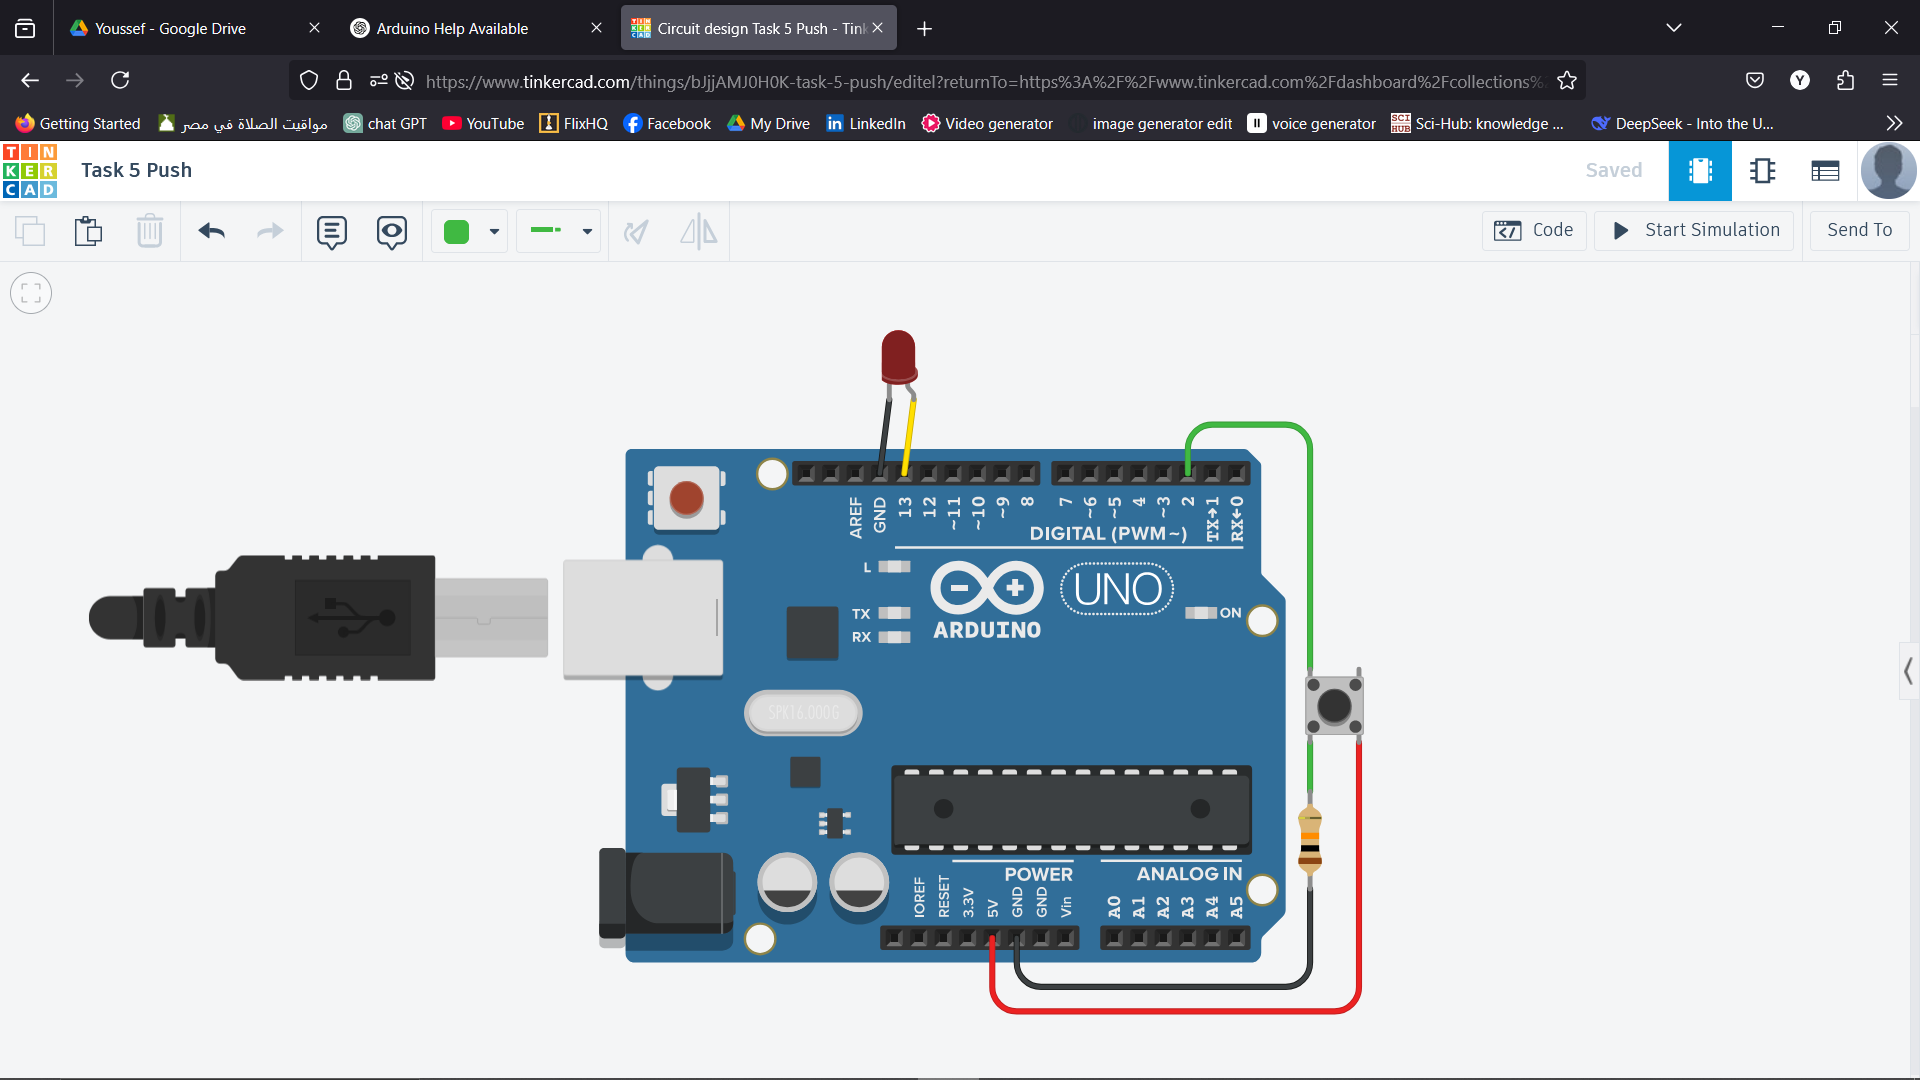 Youssef - Google Drive
Arduino Help Available
Circuit design Task 5 Push - Tink
https://www.tinkercad.com/things/bJjjAMJ0H0K-task-5-push/editel?returnTo=https%3A%2F%2Fwww.tinkercad.com%2Fdashboard%2Fcollections%
Y
Getting Started
مواقيت الصلاة في مصر
chat GPT
YouTube
FlixHQ
Facebook
My Drive
LinkedIn
Video generator
image generator edit
voice generator
Sci-Hub: knowledge ...
DeepSeek - Into the U...
TIN
KER
CAD
Task 5 Push
Saved
Code
Start Simulation
Send To
AREF
GND
13
12
~11
~10
~9
8
7
~6
~5
4
~3
2
TX→1
RX←0
DIGITAL (PWM~)
L
TX
RX
ARDUINO
UNO
ON
SPK16.000G
POWER
ANALOG IN
IOREF
RESET
3.3V
5V
GND
GND
Vin
A0
A1
A2
A3
A4
A5